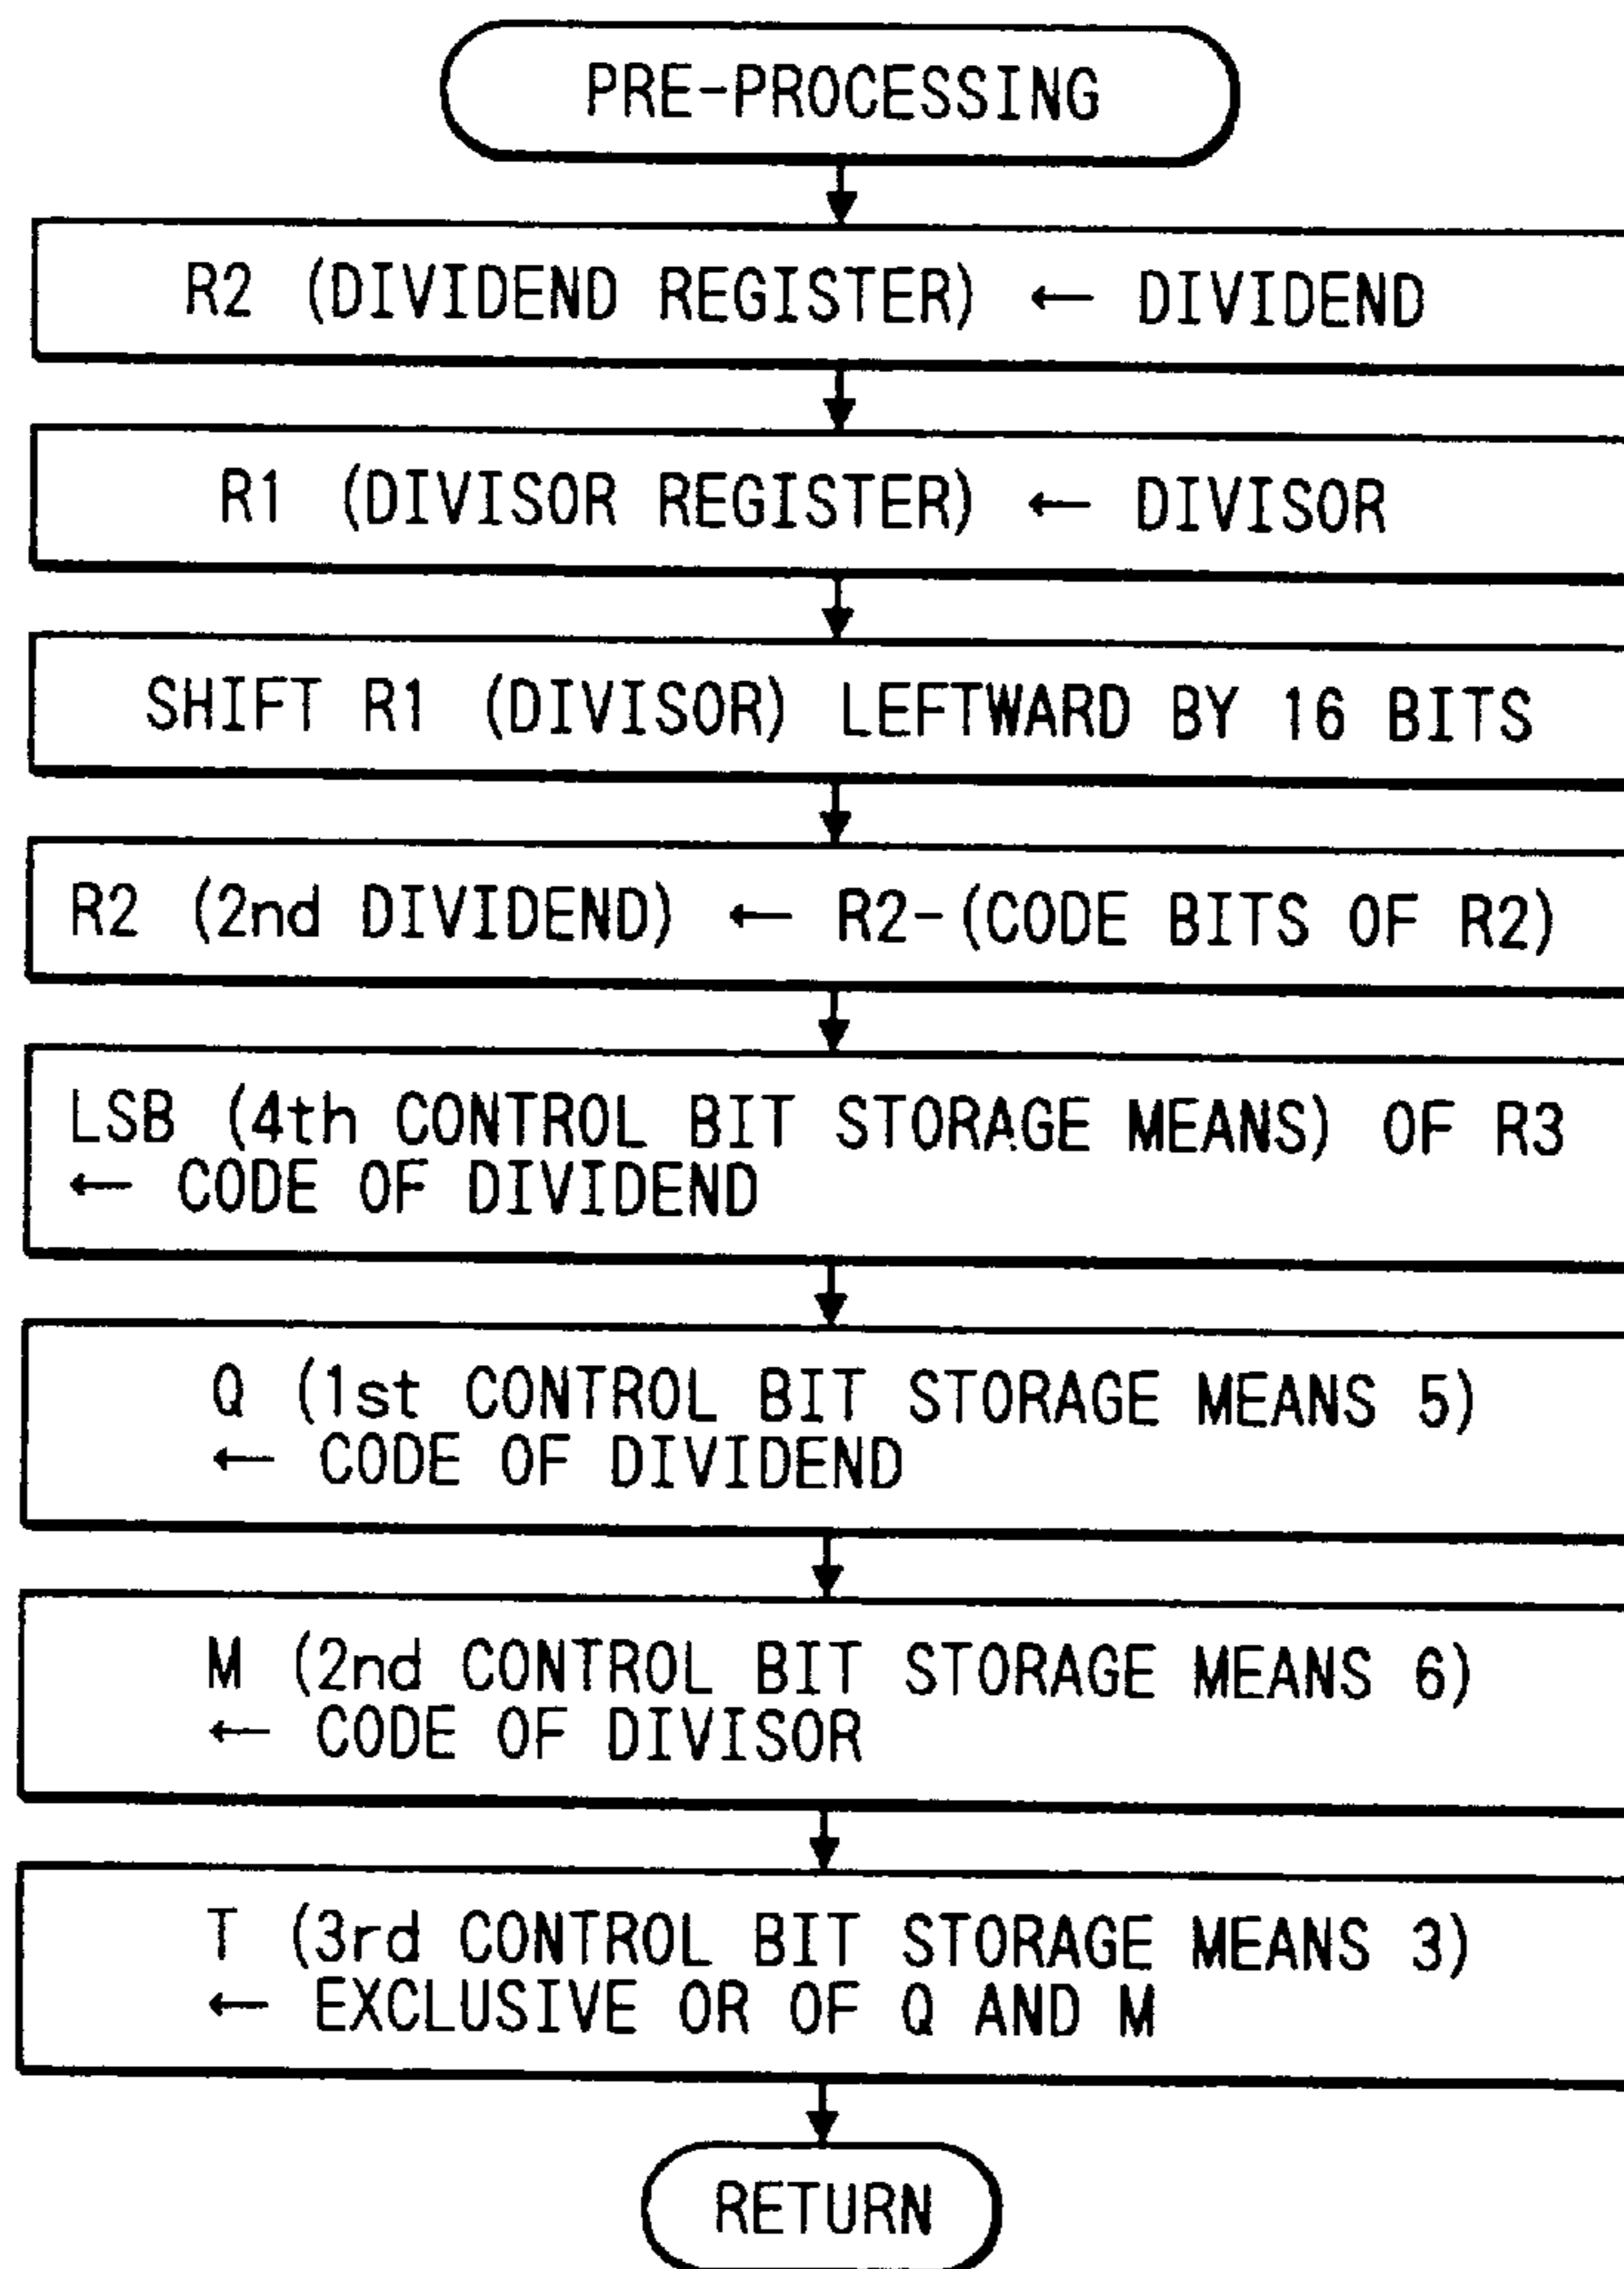 PRE-PROCESSING
R2 (DIVIDEND REGISTER) ← DIVIDEND
R1 (DIVISOR REGISTER) ← DIVISOR
SHIFT R1 (DIVISOR) LEFTWARD BY 16 BITS
R2 (2nd DIVIDEND) ← R2-(CODE BITS OF R2)
LSB (4th CONTROL BIT STORAGE MEANS) OF R3
← CODE OF DIVIDEND
Q (1st CONTROL BIT STORAGE MEANS 5)
← CODE OF DIVIDEND
M (2nd CONTROL BIT STORAGE MEANS 6)
← CODE OF DIVISOR
T (3rd CONTROL BIT STORAGE MEANS 3)
← EXCLUSIVE OR OF Q AND M
RETURN